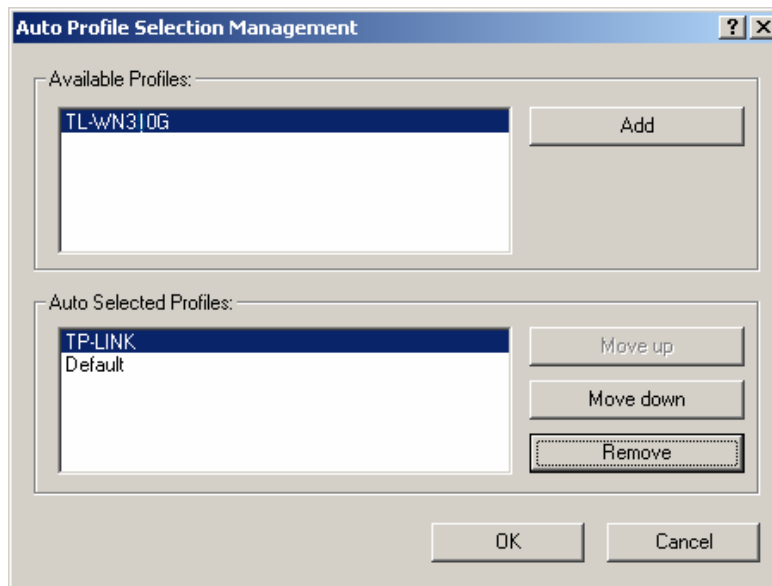 Auto Profile Selection Management
Available Profiles:
TL-WN310G
Add
Auto Selected Profiles:
TP-LINK
Default
Move up
Move down
Remove
OK
Cancel